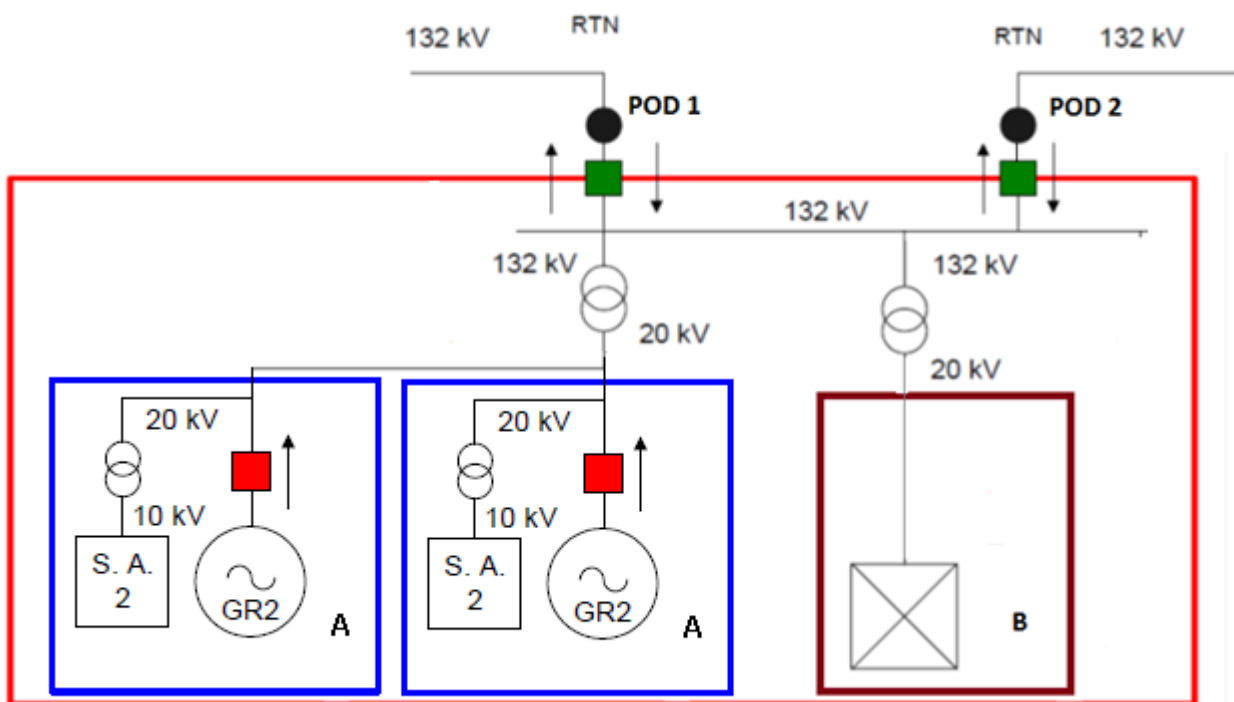 132 kV
RTN
RTN
132 kV
POD 1
POD 2
132 kV
132 kV
132 kV
20 kV
20 kV
20 kV
20 kV
10 kV
10 kV
S. A.
2
GR2
A
S. A.
2
GR2
A
B